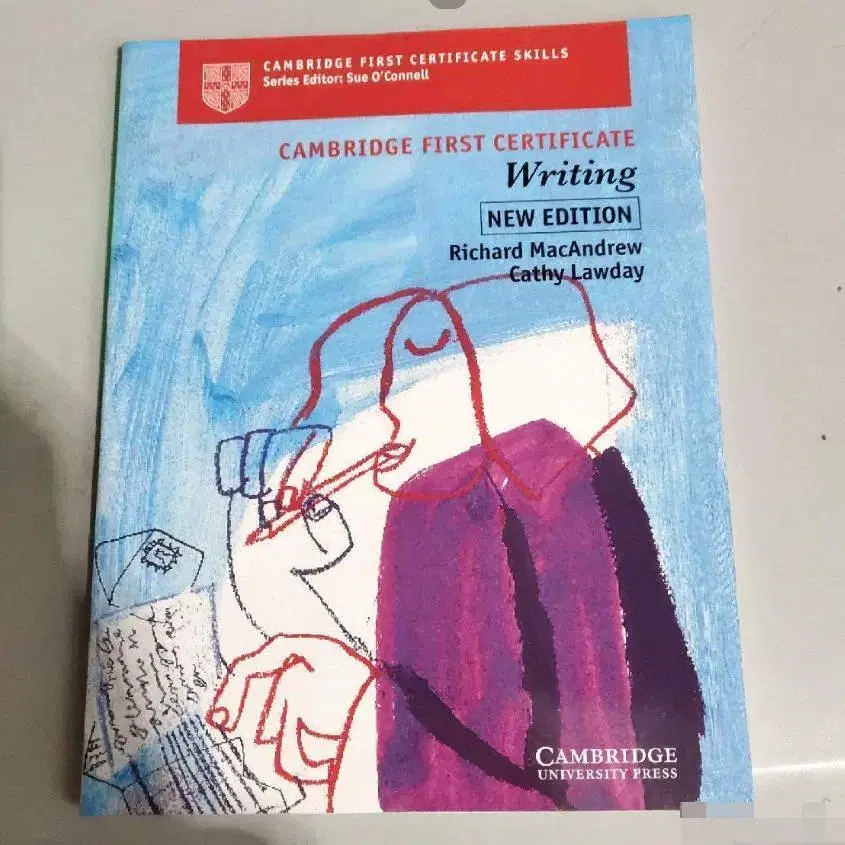 CAMBRIDGE FIRST CERTIFICATE SKILLS
Series Editor: Sue O'Connell
CAMBRIDGE FIRST CERTIFICATE
Writing
NEW EDITION
Richard MacAndrew
Cathy Lawday
CAMBRIDGE
UNIVERSITY PRESS